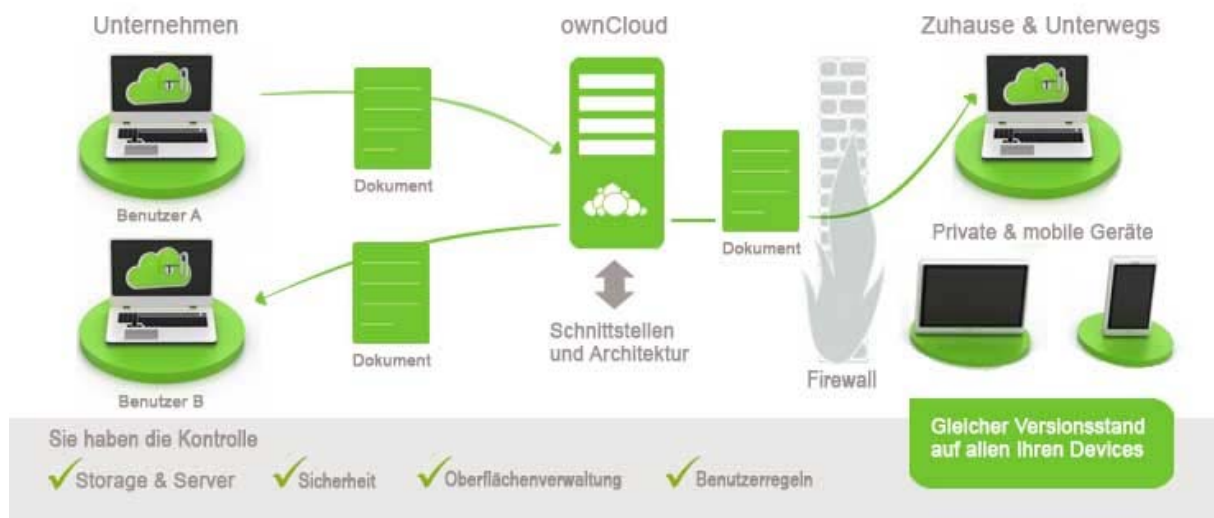 Unternehmen
ownCloud
Zuhause & Unterwegs
Dokument
Benutzer A
Dokument
Private & mobile Geräte
Schnittstellen
und Architektur
Dokument
Firewall
Benutzer B
Gleicher Versionsstand
auf allen Ihren Devices
Sie haben die Kontrolle
Storage & Server
Sicherheit
Oberflächenverwaltung
Benutzerregeln